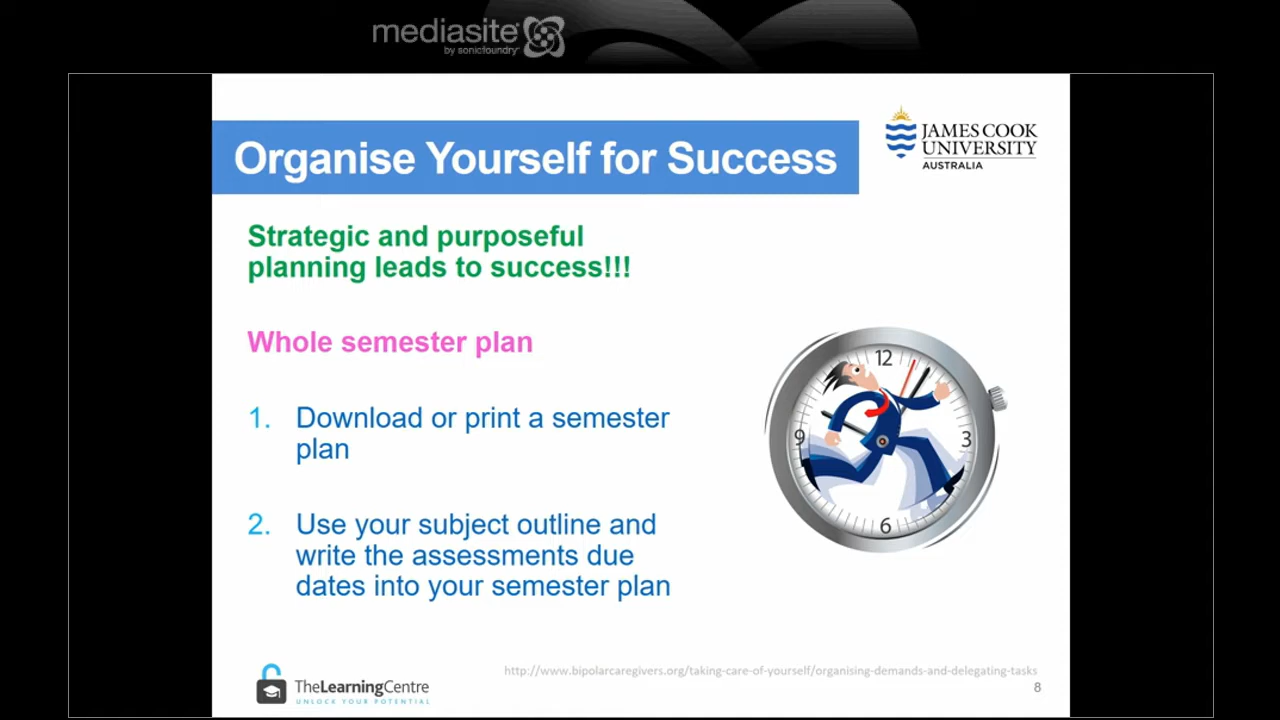 mediasite
by sonicfoundry
Organise Yourself for Success
JAMES COOK
UNIVERSITY
AUSTRALIA
Strategic and purposeful
planning leads to success!!!
Whole semester plan
1. Download or print a semester
plan
2. Use your subject outline and
write the assessments due
dates into your semester plan
12
3
6
9
http://www.bipolarcaregivers.org/taking-care-of-yourself/organising-demands-and-delegating-tasks
TheLearningCentre
UNLOCK YOUR POTENTIAL
8